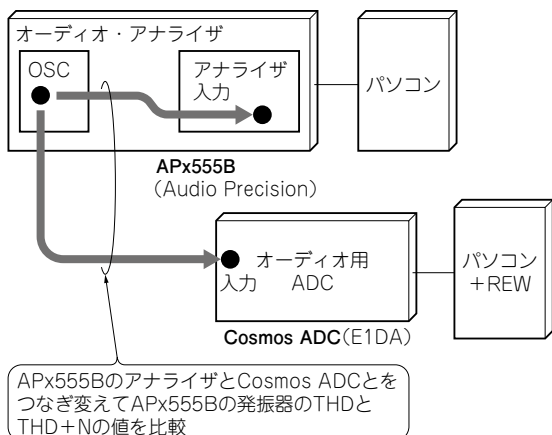 オーディオ・アナライザ
OSC
アナライザ
入力
パソコン
APx555B
(Audio Precision)
オーディオ用
入力 ADC
パソコン
+REW
Cosmos ADC(E1DA)
APx555BのアナライザとCosmos ADCとを
つなぎ変えてAPx555Bの発振器のTHDと
THD+Nの値を比較